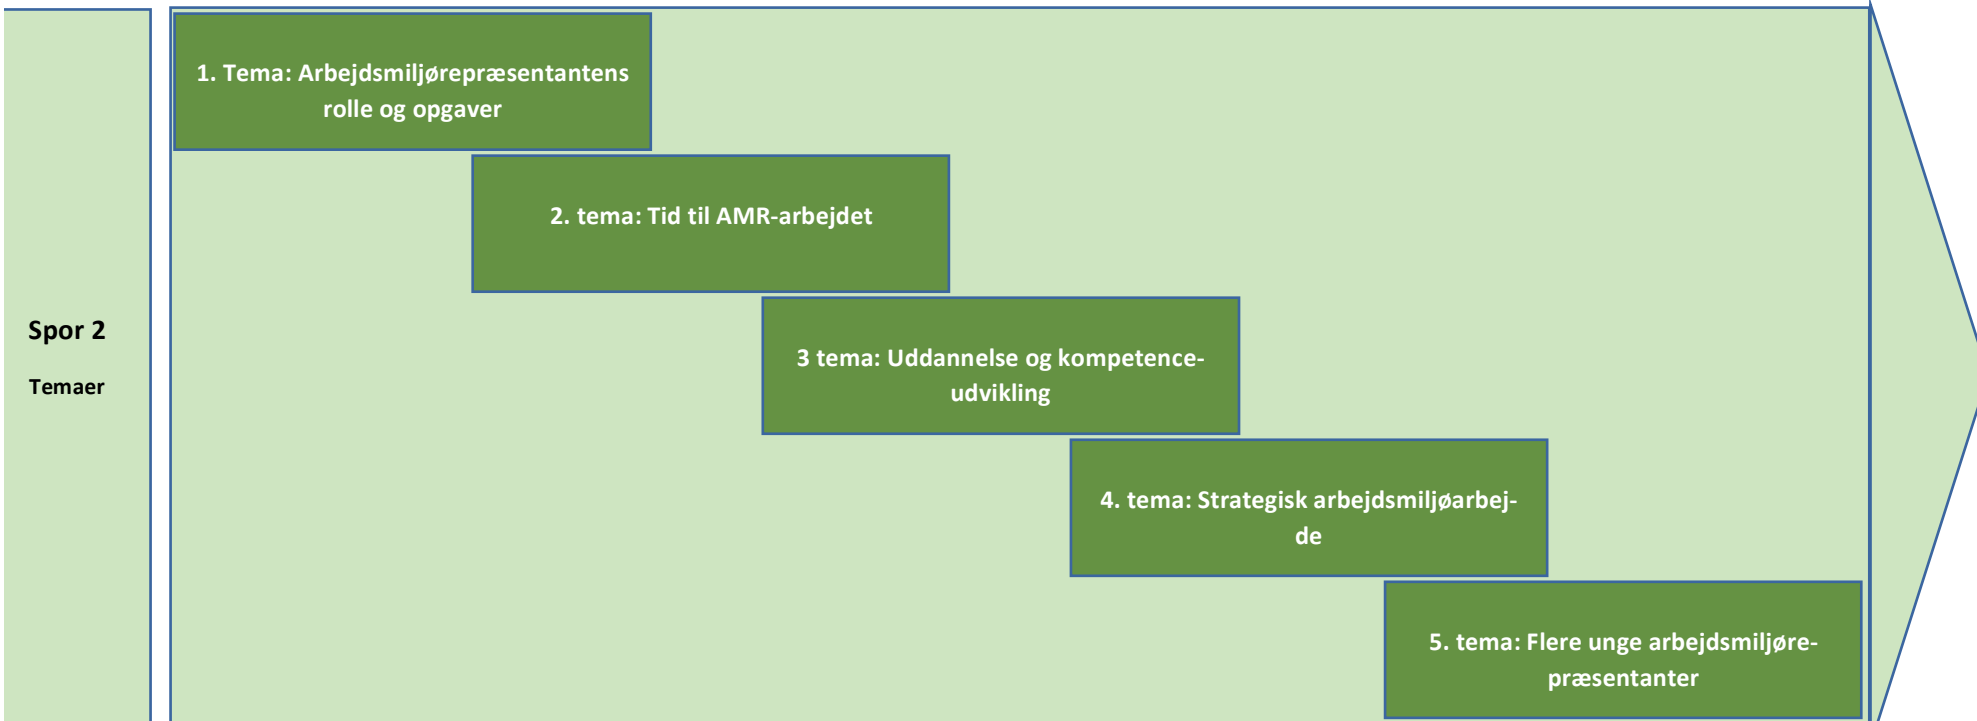 1. Tema: Arbejdsmiljørepræsentantens
rolle og opgaver
2. tema: Tid til AMR-arbejdet
Spor 2
Temaer
3 tema: Uddannelse og kompetence-
udvikling
4. tema: Strategisk arbejdsmiljøarbej-
de
5. tema: Flere unge arbejdsmiljøre-
præsentanter